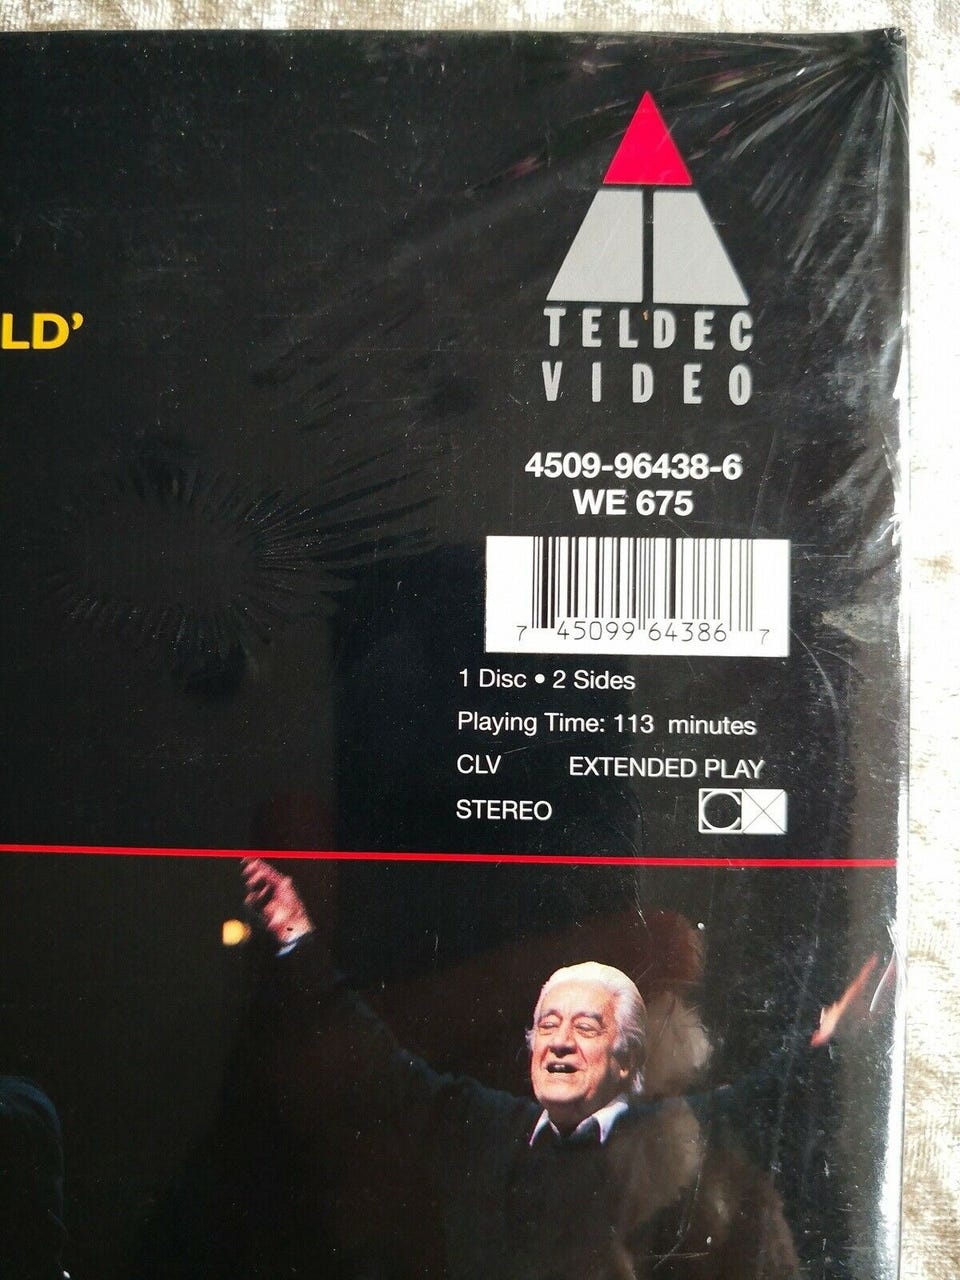 LD’
TELDEC
VIDEO
4509-96438-6
WE 675
7 45099 64386 7
1 Disc • 2 Sides
Playing Time: 113 minutes
CLV EXTENDED PLAY
STEREO CX